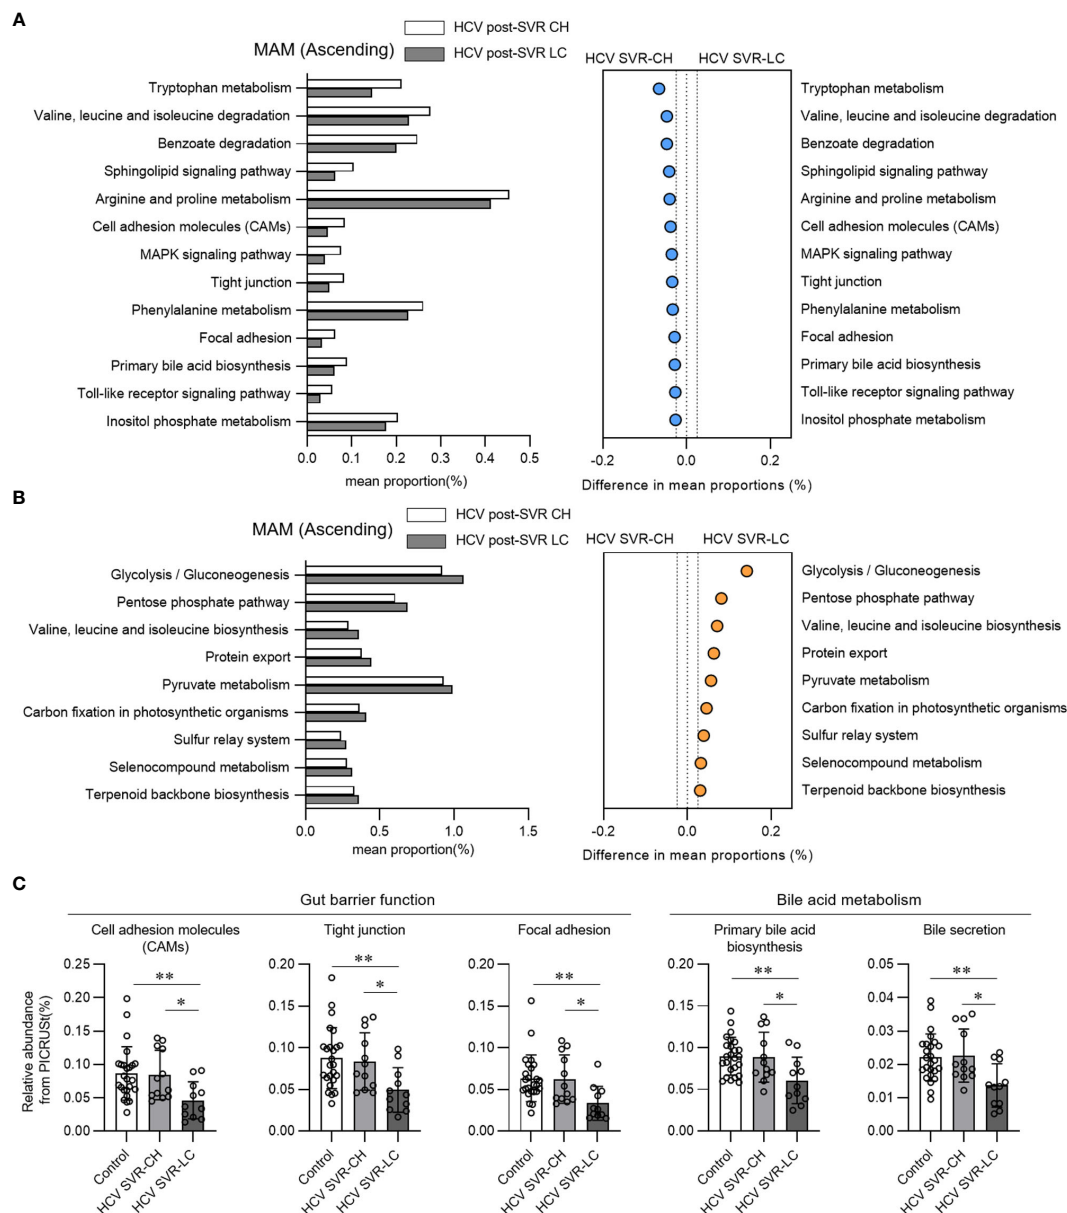 A
HCV post-SVR CH
HCV post-SVR LC
MAM (Ascending)
HCV SVR-CH
HCV SVR-LC
Tryptophan metabolism
Valine, leucine and isoleucine degradation
Benzoate degradation
Sphingolipid signaling pathway
Arginine and proline metabolism
Cell adhesion molecules (CAMs)
MAPK signaling pathway
Tight junction
Phenylalanine metabolism
Focal adhesion
Primary bile acid biosynthesis
Toll-like receptor signaling pathway
Inositol phosphate metabolism
0.0 0.1 0.2 0.3 0.4 0.5
mean proportion(%)
Tryptophan metabolism
Valine, leucine and isoleucine degradation
Benzoate degradation
Sphingolipid signaling pathway
Arginine and proline metabolism
Cell adhesion molecules (CAMs)
MAPK signaling pathway
Tight junction
Phenylalanine metabolism
Focal adhesion
Primary bile acid biosynthesis
Toll-like receptor signaling pathway
Inositol phosphate metabolism
-0.2 0.0 0.2
Difference in mean proportions (%)
B
HCV post-SVR CH
HCV post-SVR LC
MAM (Ascending)
HCV SVR-CH
HCV SVR-LC
Glycolysis / Gluconeogenesis
Pentose phosphate pathway
Valine, leucine and isoleucine biosynthesis
Protein export
Pyruvate metabolism
Carbon fixation in photosynthetic organisms
Sulfur relay system
Selenocompound metabolism
Terpenoid backbone biosynthesis
0.0 0.5 1.0 1.5
mean proportion(%)
Glycolysis / Gluconeogenesis
Pentose phosphate pathway
Valine, leucine and isoleucine biosynthesis
Protein export
Pyruvate metabolism
Carbon fixation in photosynthetic organisms
Sulfur relay system
Selenocompound metabolism
Terpenoid backbone biosynthesis
-0.2 0.0 0.2
Difference in mean proportions (%)
C
Gut barrier function
Bile acid metabolism
Relative abundance
from PICRUSt(%)
Cell adhesion molecules
(CAMs)
0.25
0.20
0.15
0.10
0.05
0.00
**
*
Control
HCV SVR-CH
HCV SVR-LC
Tight junction
0.20
0.15
0.10
0.05
0.00
**
*
Control
HCV SVR-CH
HCV SVR-LC
Focal adhesion
0.20
0.15
0.10
0.05
0.00
**
*
Control
HCV SVR-CH
HCV SVR-LC
Primary bile acid
biosynthesis
0.20
0.15
0.10
0.05
0.00
**
*
Control
HCV SVR-CH
HCV SVR-LC
Bile secretion
0.05
0.04
0.03
0.02
0.01
0.00
**
*
Control
HCV SVR-CH
HCV SVR-LC